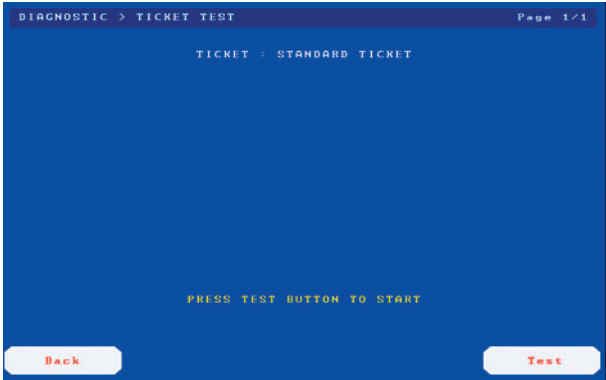 DIAGNOSTIC > TICKET TEST Page 1/1
TICKET : STANDARD TICKET
PRESS TEST BUTTON TO START
Back Test